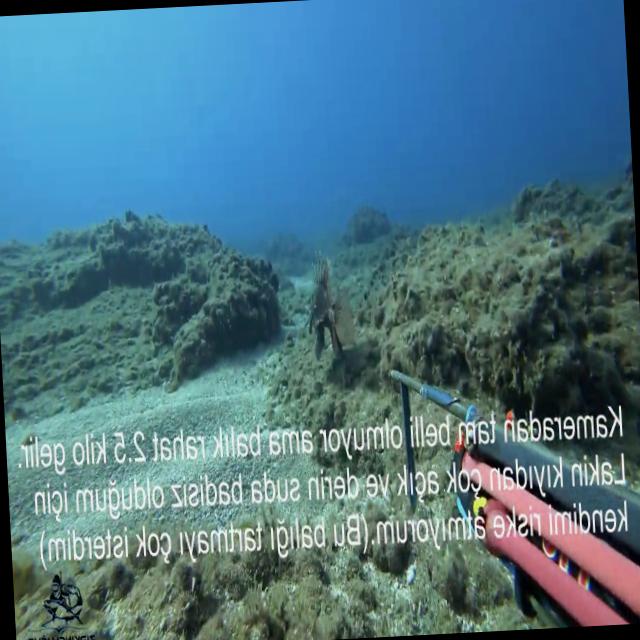 Kameradan tam belli olmuyor ama balık rahat 2.5 kilo gelir.
Lakin kıyıdan çok açık ve derin suda badisiz olduğum için
kendimi riske atmıyorum.(Bu balığı tartmayı çok isterdim)